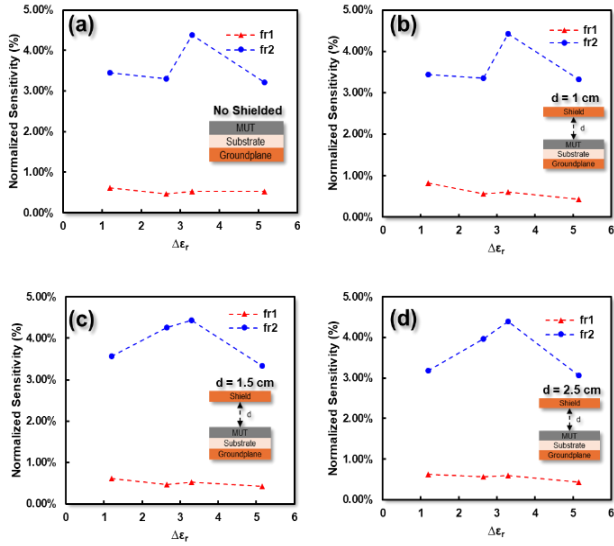 (a)
fr1
fr2
Normalized Sensitivity (%)
5.00%
4.00%
3.00%
2.00%
1.00%
0.00%
No Shielded
MUT
Substrate
Groundplane
0 1 2 3 4 5 6
Δεr
(b)
fr1
fr2
Normalized Sensitivity (%)
5.00%
4.00%
3.00%
2.00%
1.00%
0.00%
d = 1 cm
Shield
d
MUT
Substrate
Groundplane
0 1 2 3 4 5 6
Δεr
(c)
fr1
fr2
Normalized Sensitivity (%)
5.00%
4.00%
3.00%
2.00%
1.00%
0.00%
d = 1.5 cm
Shield
d
MUT
Substrate
Groundplane
0 1 2 3 4 5 6
Δεr
(d)
fr1
fr2
Normalized Sensitivity (%)
5.00%
4.00%
3.00%
2.00%
1.00%
0.00%
d = 2.5 cm
Shield
d
MUT
Substrate
Groundplane
0 1 2 3 4 5 6
Δεr